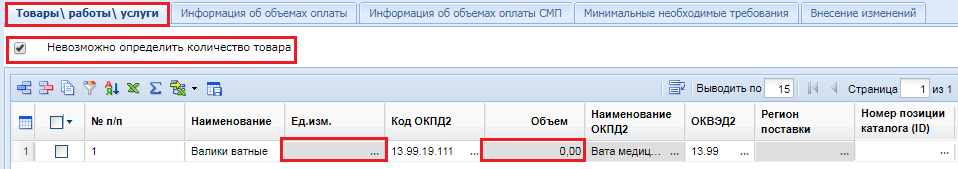 Товары\ работы\ услуги Информация об объемах оплаты Информация об объемах оплаты СМП Минимальные необходимые требования Внесение изменений
Невозможно определить количество товара
Выводить по 15 Страница 1 из 1
№ п/п Наименование Ед.изм. Код ОКПД2 Объем Наименование ОКПД2 ОКВЭД2 Регион поставки Номер позиции каталога (ID)
1 1 Валики ватные ... 13.99.19.111 ... 0,00 Вата медиц... ... 13.99 ... ... ...